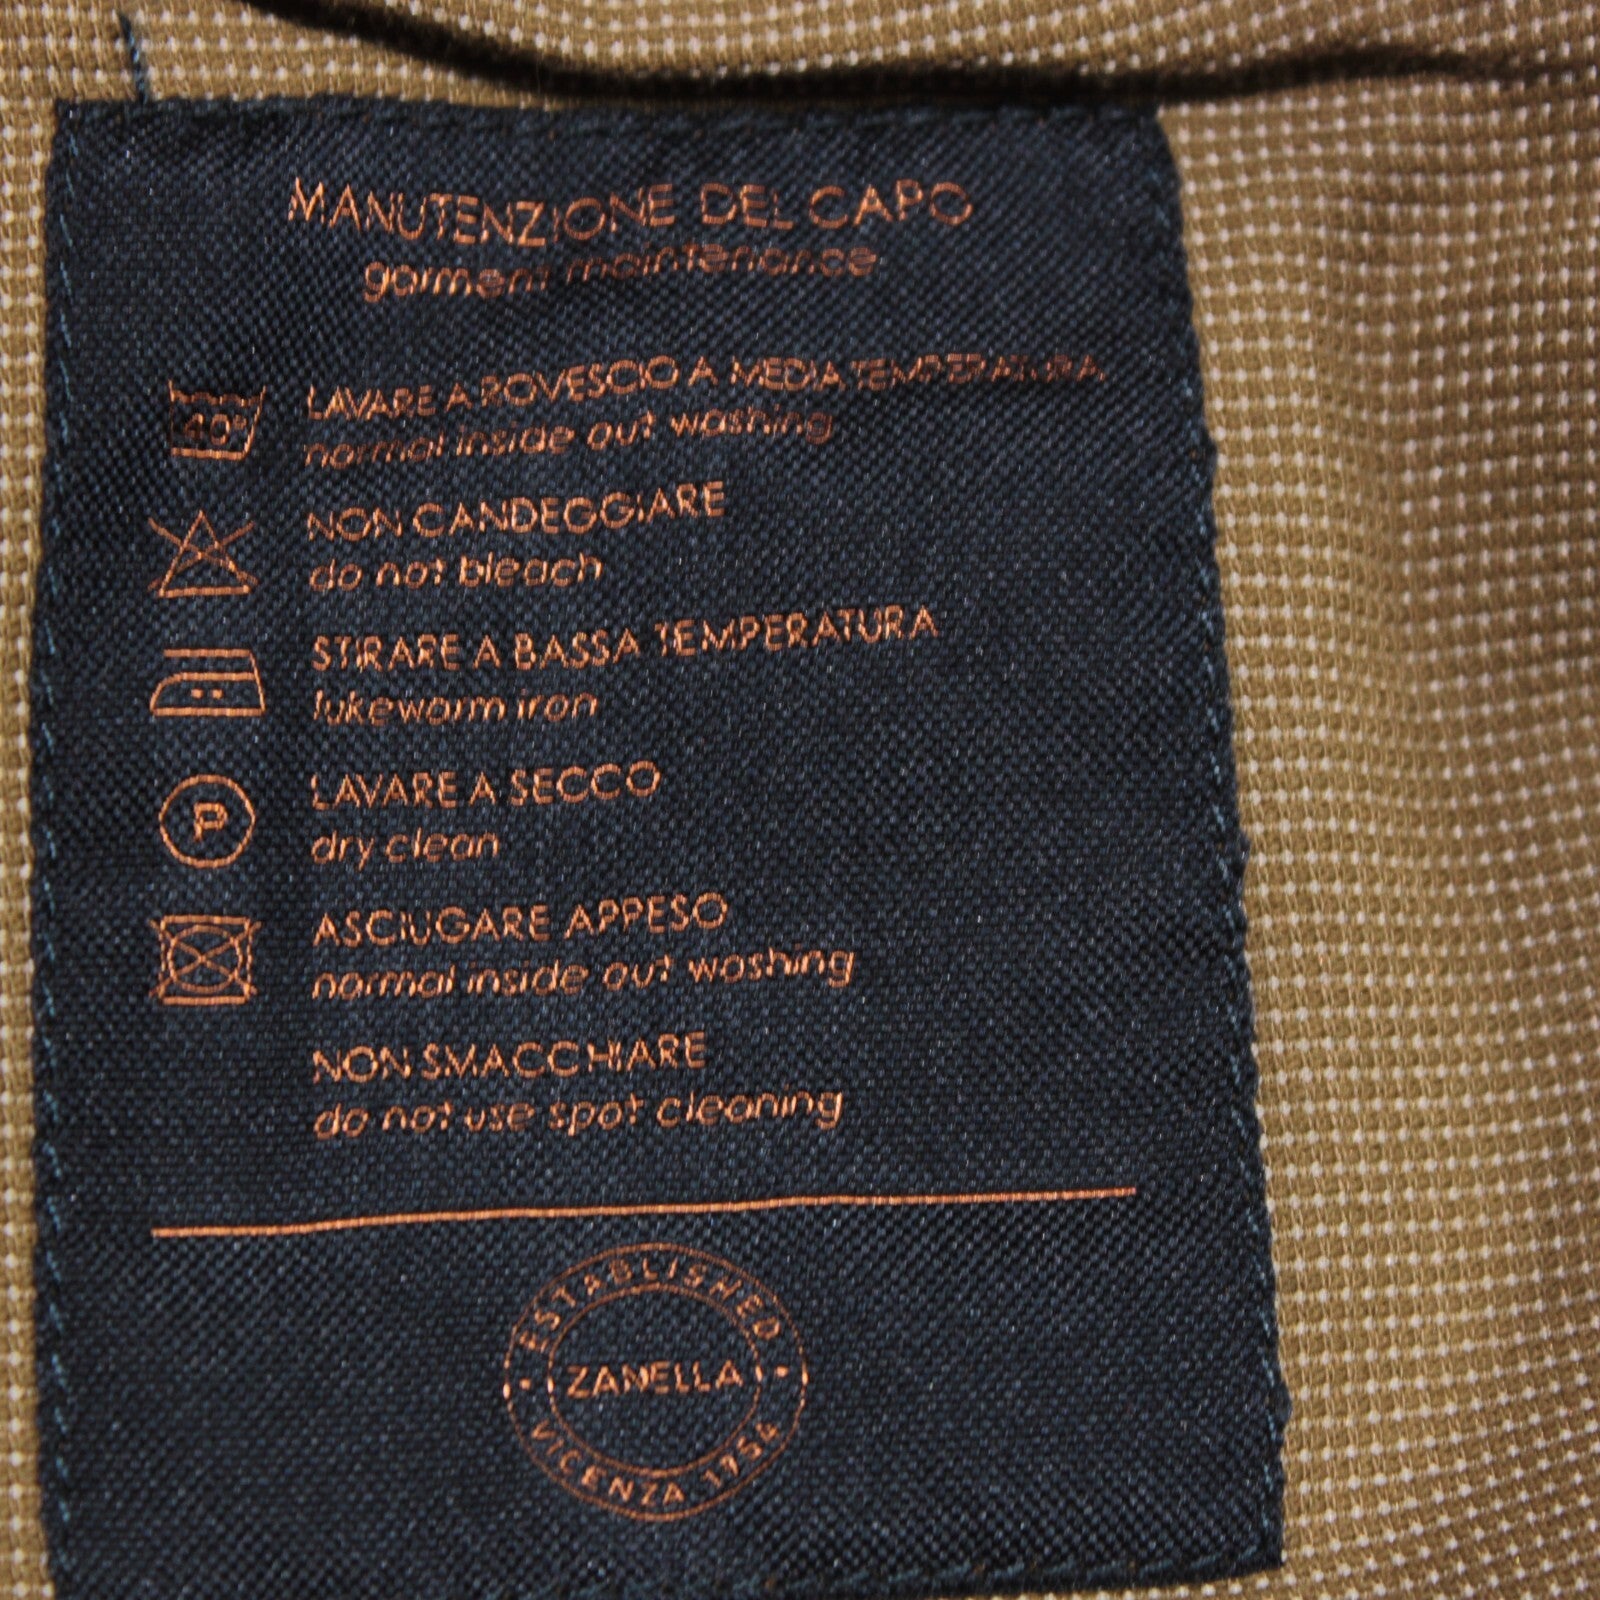 MANUTENZIONE DEL CAPO
garment maintenance
40°
LAVARE A ROVESCIO A MEDIA TEMPERATURA
normal inside out washing
NON CANDEGGIARE
do not bleach
STIRARE A BASSA TEMPERATURA
lukewarm iron
P
LAVARE A SECCO
dry clean
ASCIUGARE APPESO
normal inside out washing
NON SMACCHIARE
do not use spot cleaning
ESTABLISHED
ZANELLA
VICENZA 1954